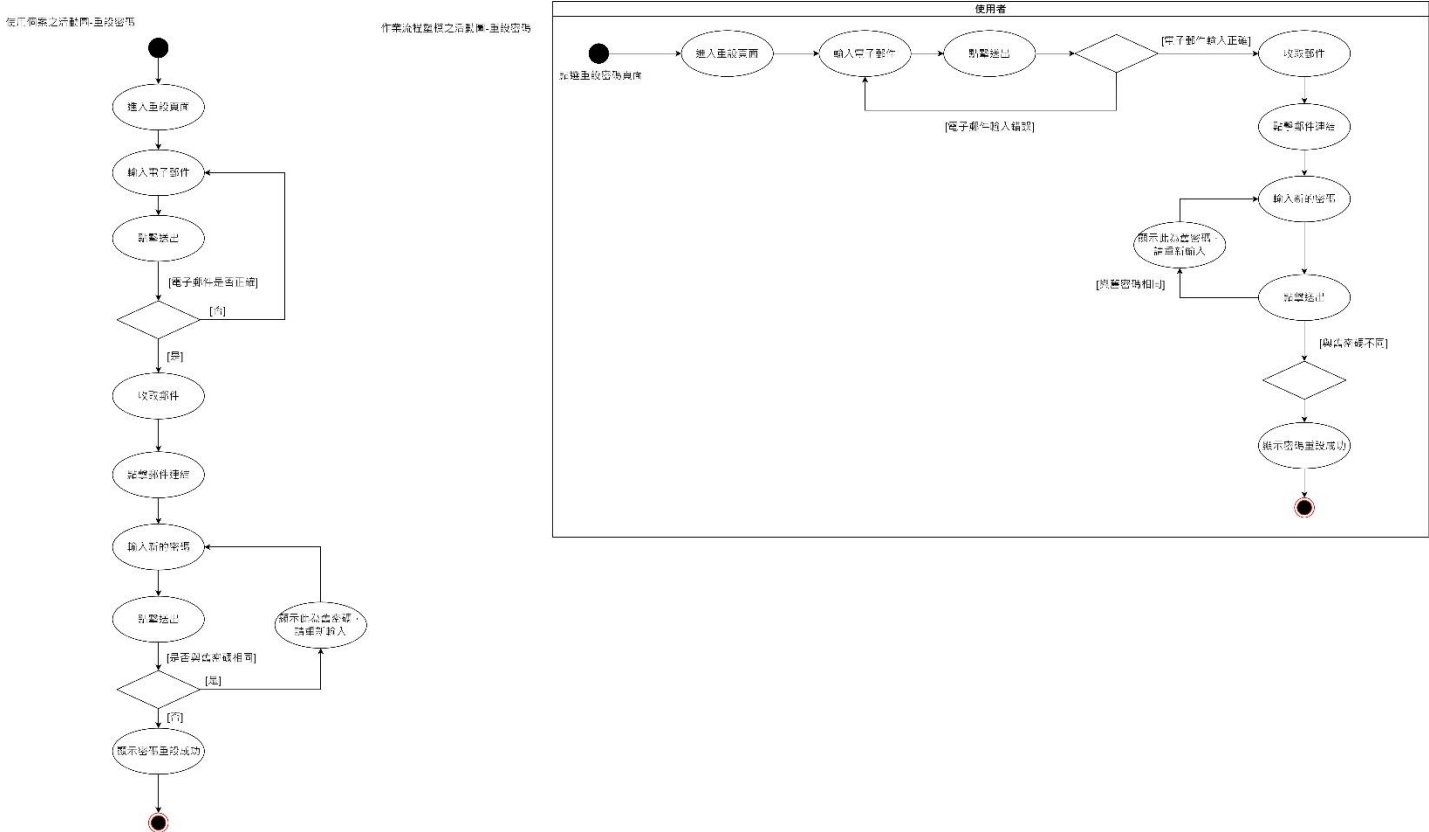 使用個案之活動圖-重設密碼
進入重設頁面
輸入電子郵件
點擊送出
[電子郵件是否正確]
[否]
[是]
收取郵件
點擊郵件連結
輸入新的密碼
點擊送出
顯示此為舊密碼，
請重新輸入
[是否與舊密碼相同]
[是]
[否]
顯示密碼重設成功
作業流程塑模之活動圖-重設密碼
使用者
點選重設密碼頁面
進入重設頁面
輸入電子郵件
點擊送出
[電子郵件輸入正確]
[電子郵件輸入錯誤]
收取郵件
點擊郵件連結
輸入新的密碼
顯示此為舊密碼，
請重新輸入
[與舊密碼相同]
點擊送出
[與舊密碼不同]
顯示密碼重設成功